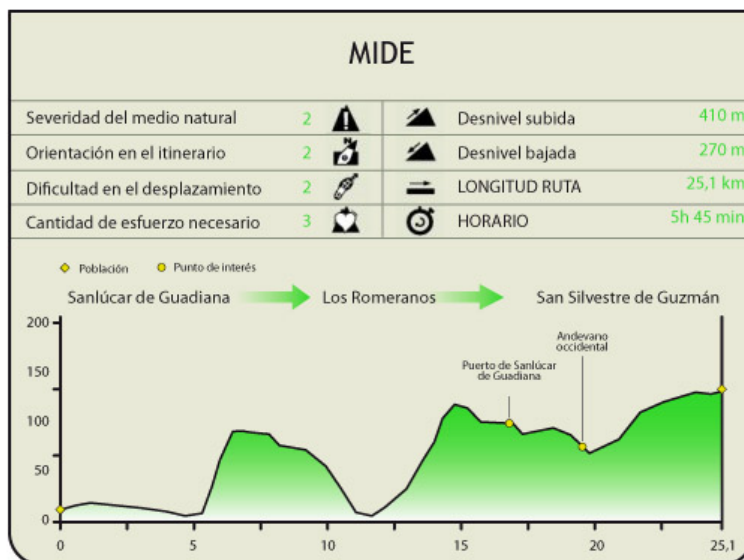 MIDE
Severidad del medio natural 2 Desnivel subida 410 m
N
Orientación en el itinerario 2 Desnivel bajada 270 m
Dificultad en el desplazamiento 2 LONGITUD RUTA 25,1 km
Cantidad de esfuerzo necesario 3 HORARIO 5h 45 min
Población Punto de interés
Sanlúcar de Guadiana Los Romeranos San Silvestre de Guzmán
200
150
100
50
0
Puerto de Sanlúcar
de Guadiana
Andevano
occidental
0 5 10 15 20 25,1